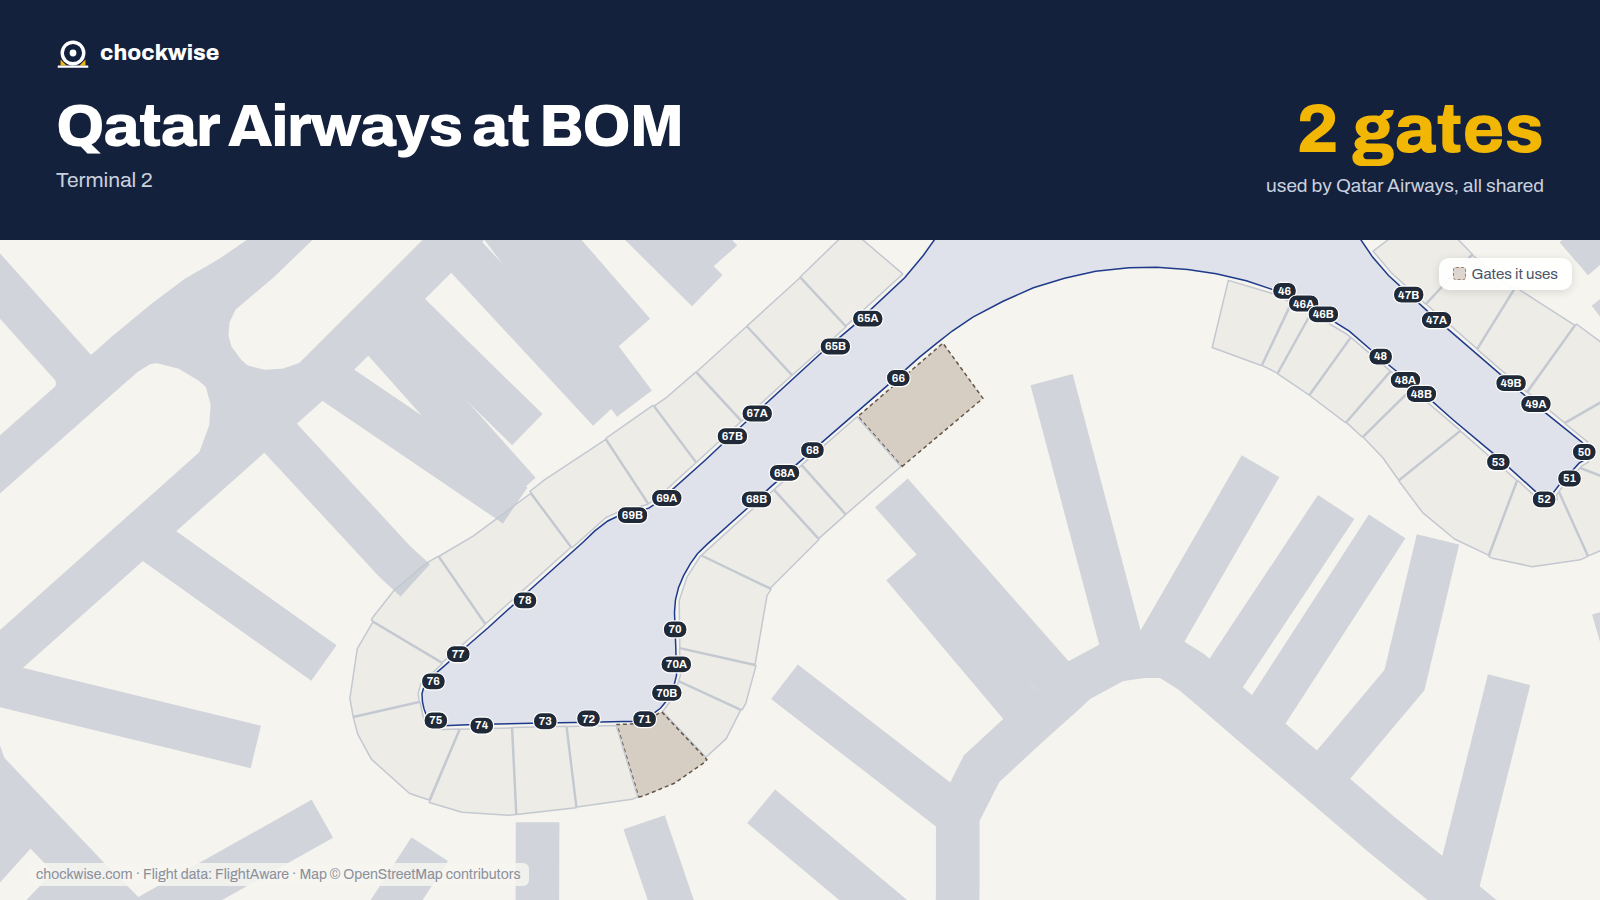 chockwise
Qatar Airways at BOM
Terminal 2
2 gates
used by Qatar Airways, all shared
Gates it uses
46
46A
46B
47B
47A
48
48A
48B
49B
49A
50
51
52
53
65A
65B
66
67A
67B
68
68A
68B
69A
69B
70
70A
70B
71
72
73
74
75
76
77
78
chockwise.com · Flight data: FlightAware · Map © OpenStreetMap contributors